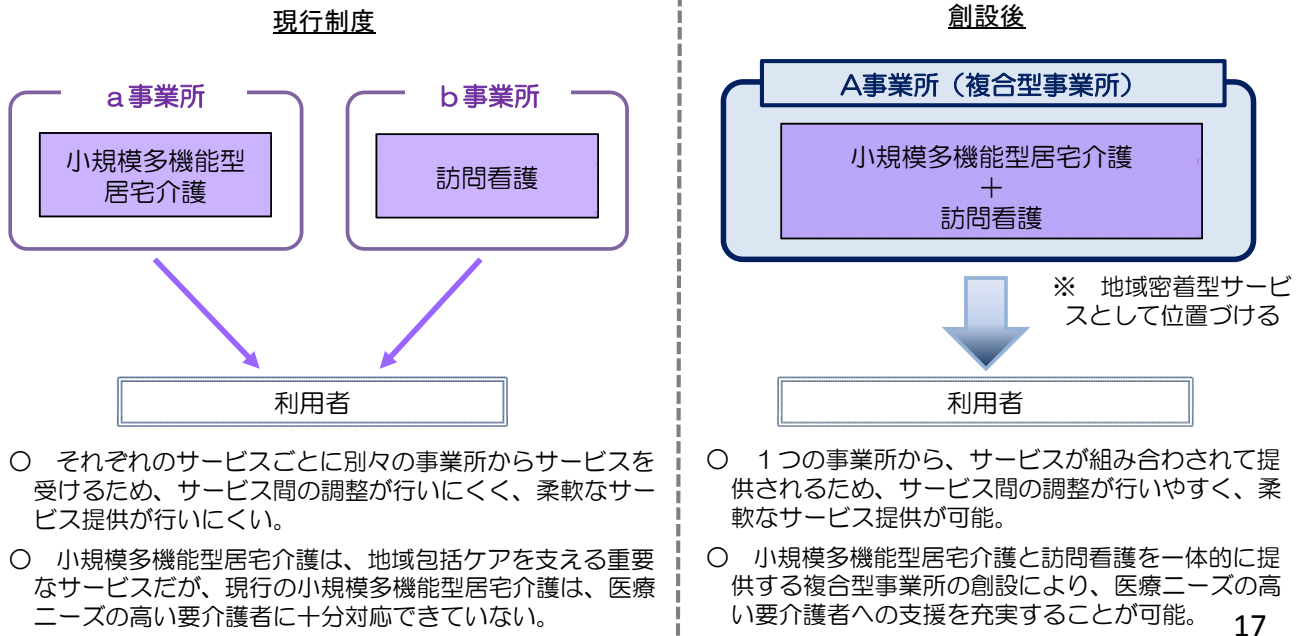 現行制度
a事業所
b事業所
小規模多機能型
居宅介護
訪問看護
利用者
○　それぞれのサービスごとに別々の事業所からサービスを
受けるため、サービス間の調整が行いにくく、柔軟なサー
ビス提供が行いにくい。
○　小規模多機能型居宅介護は、地域包括ケアを支える重要
なサービスだが、現行の小規模多機能型居宅介護は、医療
ニーズの高い要介護者に十分対応できていない。
創設後
A事業所（複合型事業所）
小規模多機能型居宅介護
＋
訪問看護
※　地域密着型サービ
スとして位置づける
利用者
○　１つの事業所から、サービスが組み合わされて提
供されるため、サービス間の調整が行いやすく、柔
軟なサービス提供が可能。
○　小規模多機能型居宅介護と訪問看護を一体的に提
供する複合型事業所の創設により、医療ニーズの高
い要介護者への支援を充実することが可能。
17